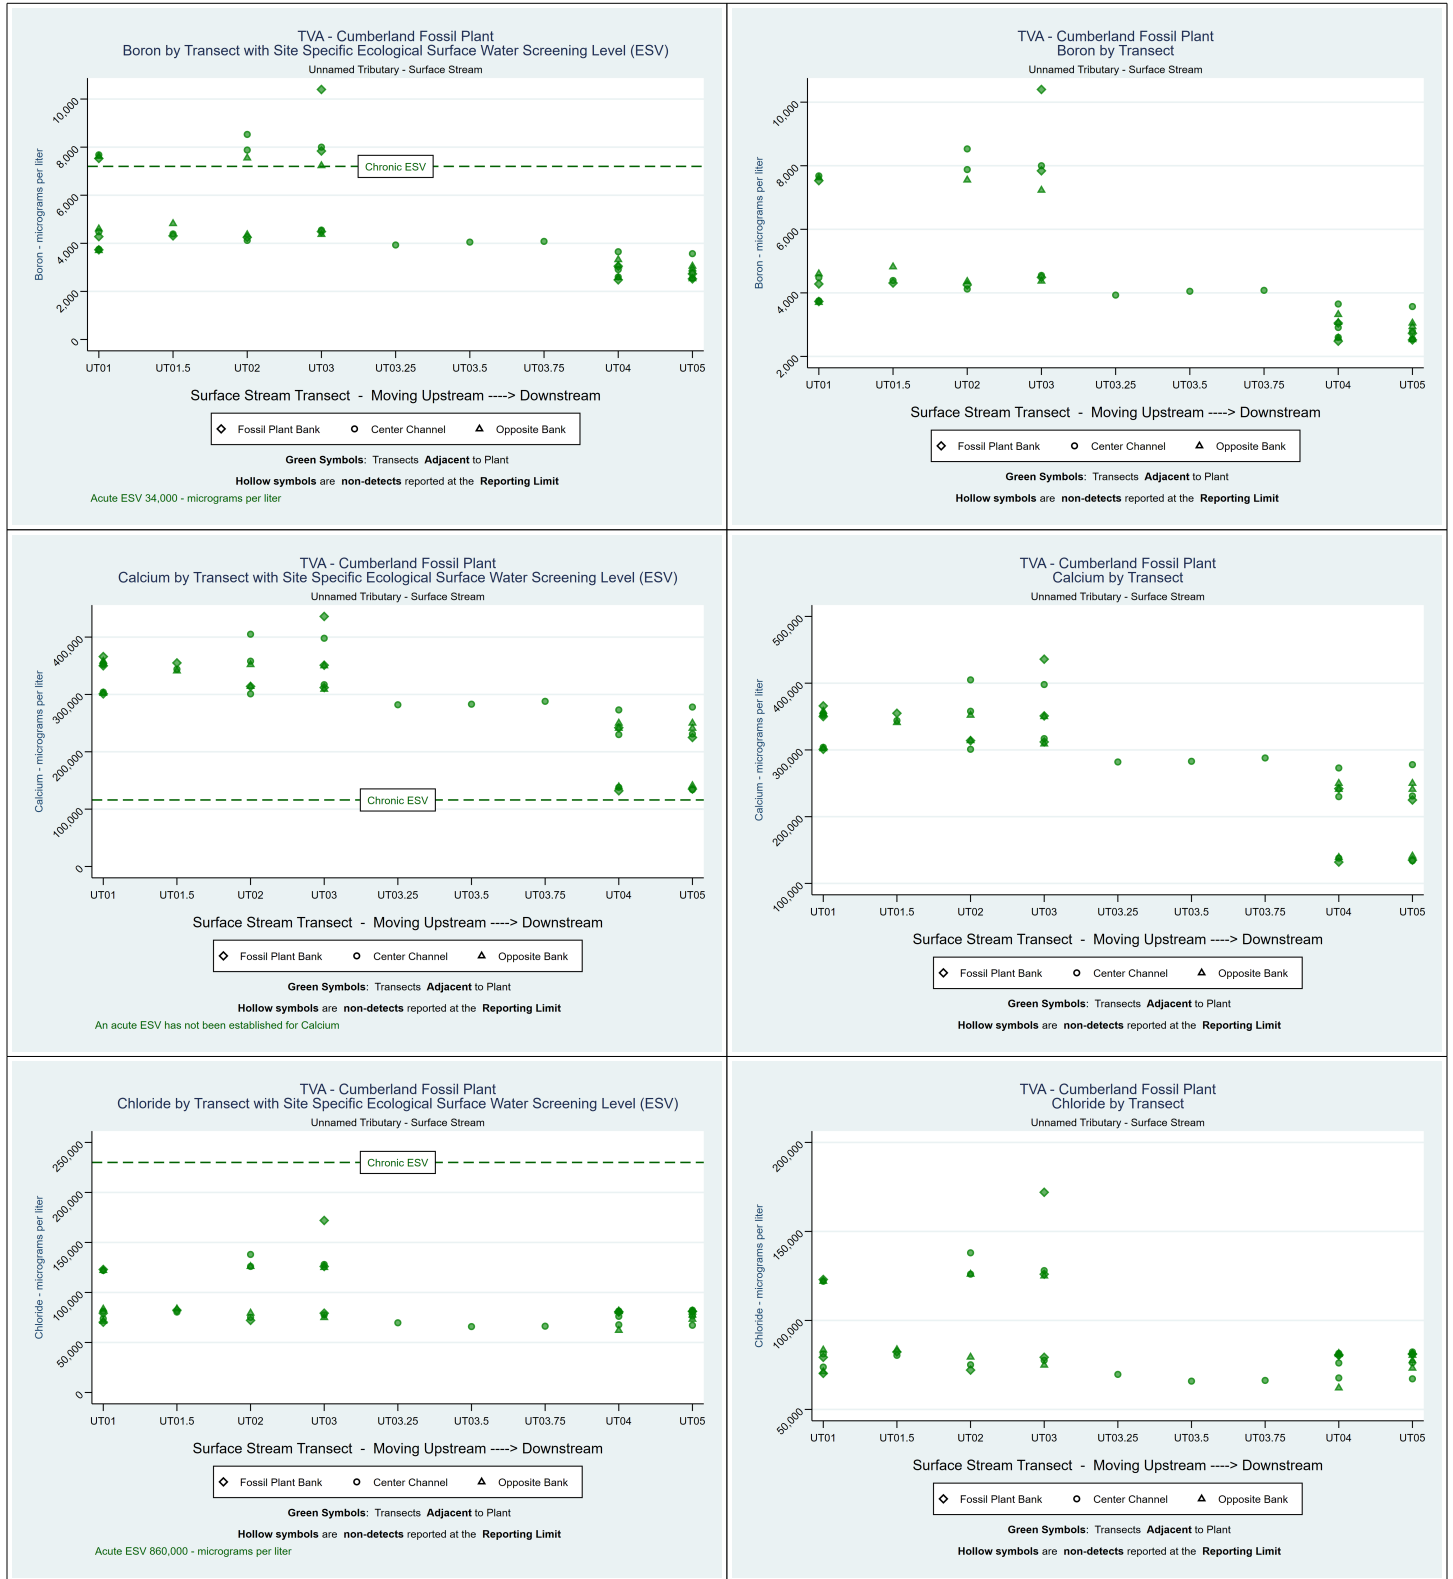 TVA - Cumberland Fossil Plant
Boron by Transect with Site Specific Ecological Surface Water Screening Level (ESV)
Unnamed Tributary - Surface Stream
Boron - micrograms per liter
10,000
8,000
6,000
4,000
2,000
0
Chronic ESV
UT01 UT01.5 UT02 UT03 UT03.25 UT03.5 UT03.75 UT04 UT05
Surface Stream Transect - Moving Upstream ----> Downstream
Fossil Plant Bank Center Channel Opposite Bank
Green Symbols: Transects Adjacent to Plant
Hollow symbols are non-detects reported at the Reporting Limit
Acute ESV 34,000 - micrograms per liter
TVA - Cumberland Fossil Plant
Boron by Transect
Unnamed Tributary - Surface Stream
Boron - micrograms per liter
10,000
8,000
6,000
4,000
2,000
UT01 UT01.5 UT02 UT03 UT03.25 UT03.5 UT03.75 UT04 UT05
Surface Stream Transect - Moving Upstream ----> Downstream
Fossil Plant Bank Center Channel Opposite Bank
Green Symbols: Transects Adjacent to Plant
Hollow symbols are non-detects reported at the Reporting Limit
TVA - Cumberland Fossil Plant
Calcium by Transect with Site Specific Ecological Surface Water Screening Level (ESV)
Unnamed Tributary - Surface Stream
Calcium - micrograms per liter
400,000
300,000
200,000
100,000
0
Chronic ESV
UT01 UT01.5 UT02 UT03 UT03.25 UT03.5 UT03.75 UT04 UT05
Surface Stream Transect - Moving Upstream ----> Downstream
Fossil Plant Bank Center Channel Opposite Bank
Green Symbols: Transects Adjacent to Plant
Hollow symbols are non-detects reported at the Reporting Limit
An acute ESV has not been established for Calcium
TVA - Cumberland Fossil Plant
Calcium by Transect
Unnamed Tributary - Surface Stream
Calcium - micrograms per liter
500,000
400,000
300,000
200,000
100,000
UT01 UT01.5 UT02 UT03 UT03.25 UT03.5 UT03.75 UT04 UT05
Surface Stream Transect - Moving Upstream ----> Downstream
Fossil Plant Bank Center Channel Opposite Bank
Green Symbols: Transects Adjacent to Plant
Hollow symbols are non-detects reported at the Reporting Limit
TVA - Cumberland Fossil Plant
Chloride by Transect with Site Specific Ecological Surface Water Screening Level (ESV)
Unnamed Tributary - Surface Stream
Chloride - micrograms per liter
250,000
200,000
150,000
100,000
50,000
0
Chronic ESV
UT01 UT01.5 UT02 UT03 UT03.25 UT03.5 UT03.75 UT04 UT05
Surface Stream Transect - Moving Upstream ----> Downstream
Fossil Plant Bank Center Channel Opposite Bank
Green Symbols: Transects Adjacent to Plant
Hollow symbols are non-detects reported at the Reporting Limit
Acute ESV 860,000 - micrograms per liter
TVA - Cumberland Fossil Plant
Chloride by Transect
Unnamed Tributary - Surface Stream
Chloride - micrograms per liter
200,000
150,000
100,000
50,000
UT01 UT01.5 UT02 UT03 UT03.25 UT03.5 UT03.75 UT04 UT05
Surface Stream Transect - Moving Upstream ----> Downstream
Fossil Plant Bank Center Channel Opposite Bank
Green Symbols: Transects Adjacent to Plant
Hollow symbols are non-detects reported at the Reporting Limit